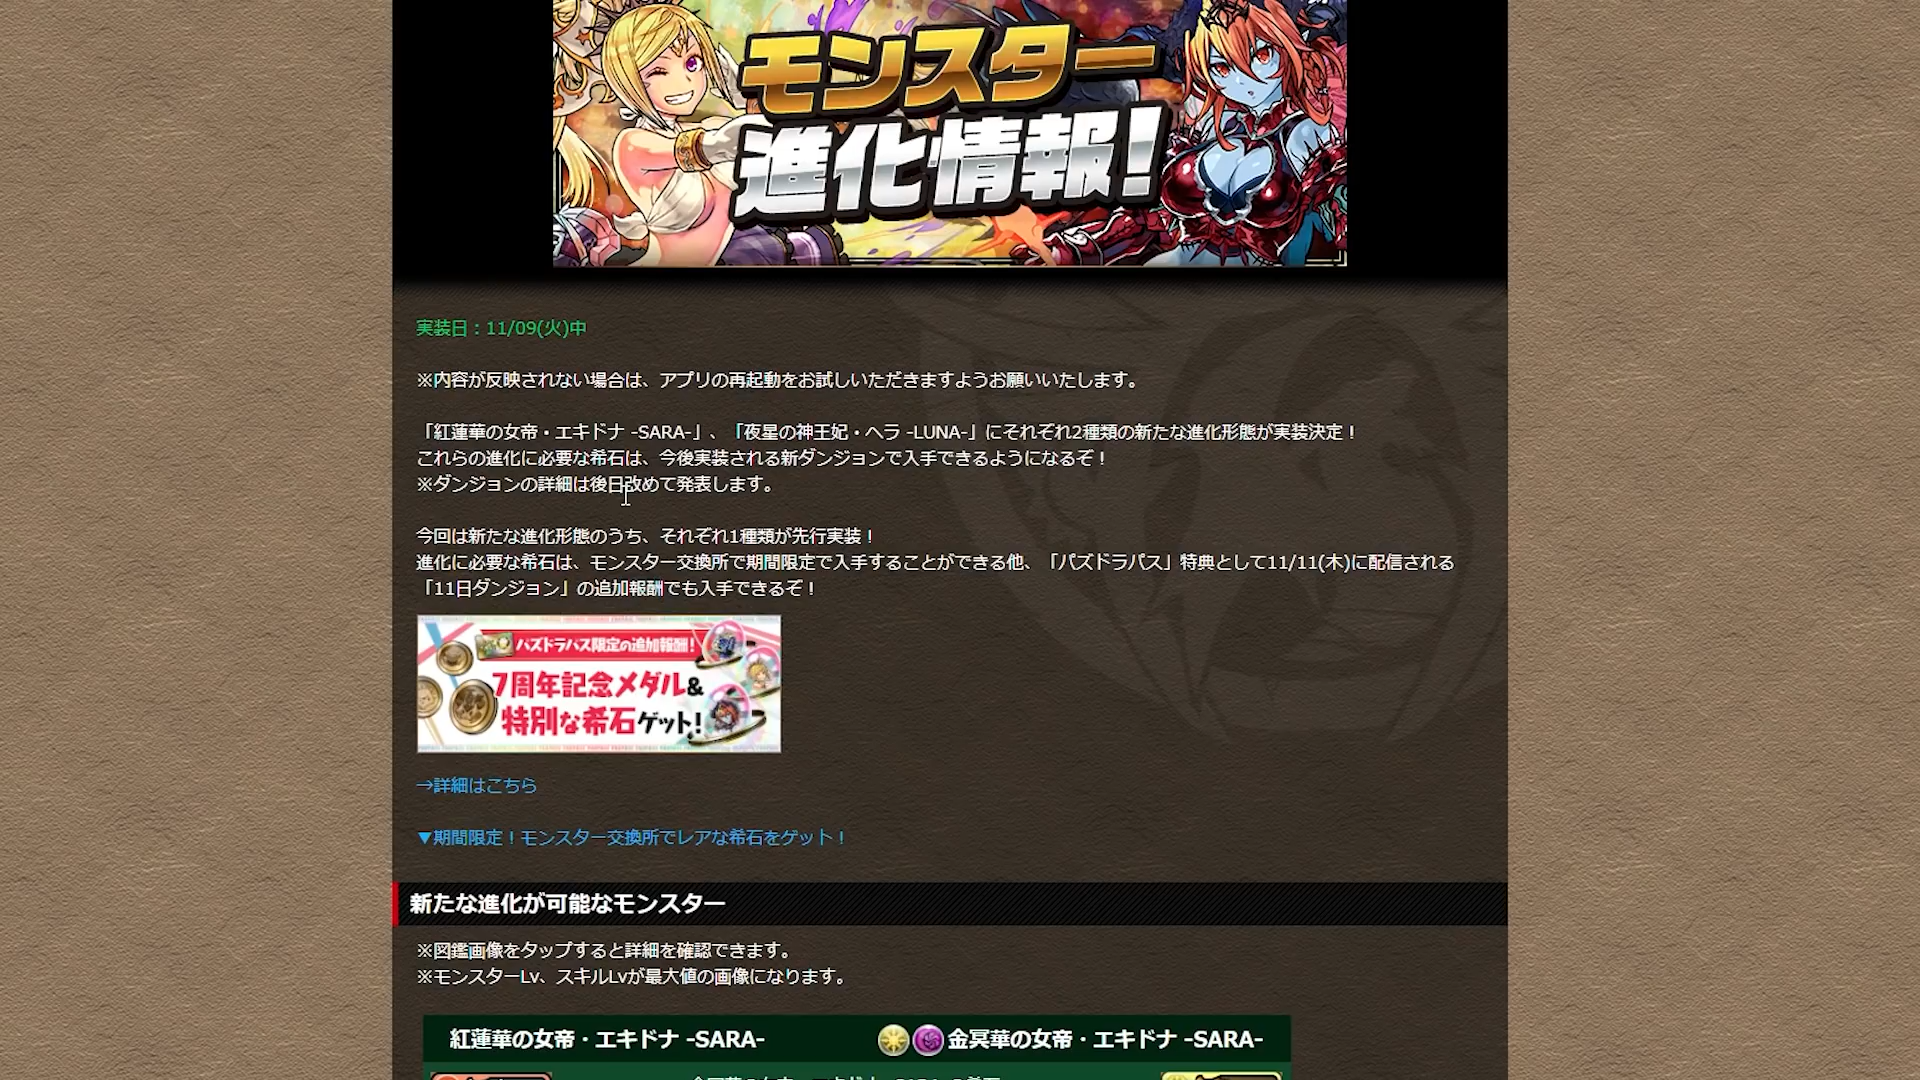 モンスター
進化情報!
実装日：11/09(火)中
※内容が反映されない場合は、アプリの再起動をお試しいただきますようお願いいたします。
「紅蓮華の女帝・エキドナ -SARA-」、「夜星の神王妃・ヘラ -LUNA-」にそれぞれ2種類の新たな進化形態が実装決定！
これらの進化に必要な希石は、今後実装される新ダンジョンで入手できるようになるぞ！
※ダンジョンの詳細は後日改めて発表します。
今回は新たな進化形態のうち、それぞれ1種類が先行実装！
進化に必要な希石は、モンスター交換所で期間限定で入手することができる他、「パズドラパス」特典として11/11(木)に配信される
「11日ダンジョン」の追加報酬でも入手できるぞ！
パズドラパス限定の追加報酬!
7周年記念メダル&
特別な希石ゲット!
→詳細はこちら
▼期間限定！モンスター交換所でレアな希石をゲット！
新たな進化が可能なモンスター
※図鑑画像をタップすると詳細を確認できます。
※モンスターLv、スキルLvが最大値の画像になります。
紅蓮華の女帝・エキドナ -SARA- 金冥華の女帝・エキドナ -SARA-